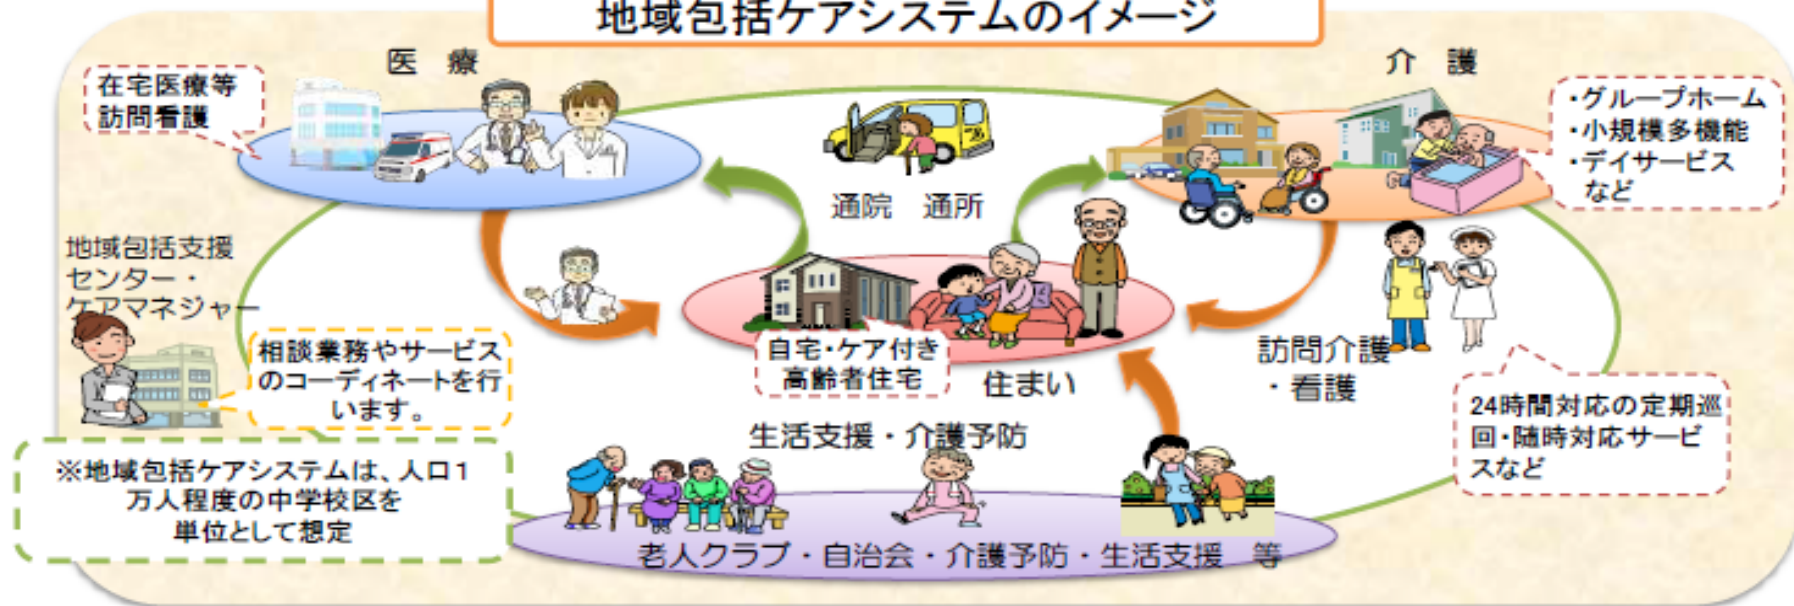 地域包括ケアシステムのイメージ
医 療
介 護
在宅医療等
訪問看護
・グループホーム
・小規模多機能
・デイサービス
など
通院 通所
地域包括支援
センター・
ケアマネジャー
相談業務やサービス
のコーディネートを行
います。
自宅・ケア付き
高齢者住宅
住まい
訪問介護
・看護
24時間対応の定期巡
回・随時対応サービ
スなど
生活支援・介護予防
※地域包括ケアシステムは、人口1
万人程度の中学校区を
単位として想定
老人クラブ・自治会・介護予防・生活支援 等